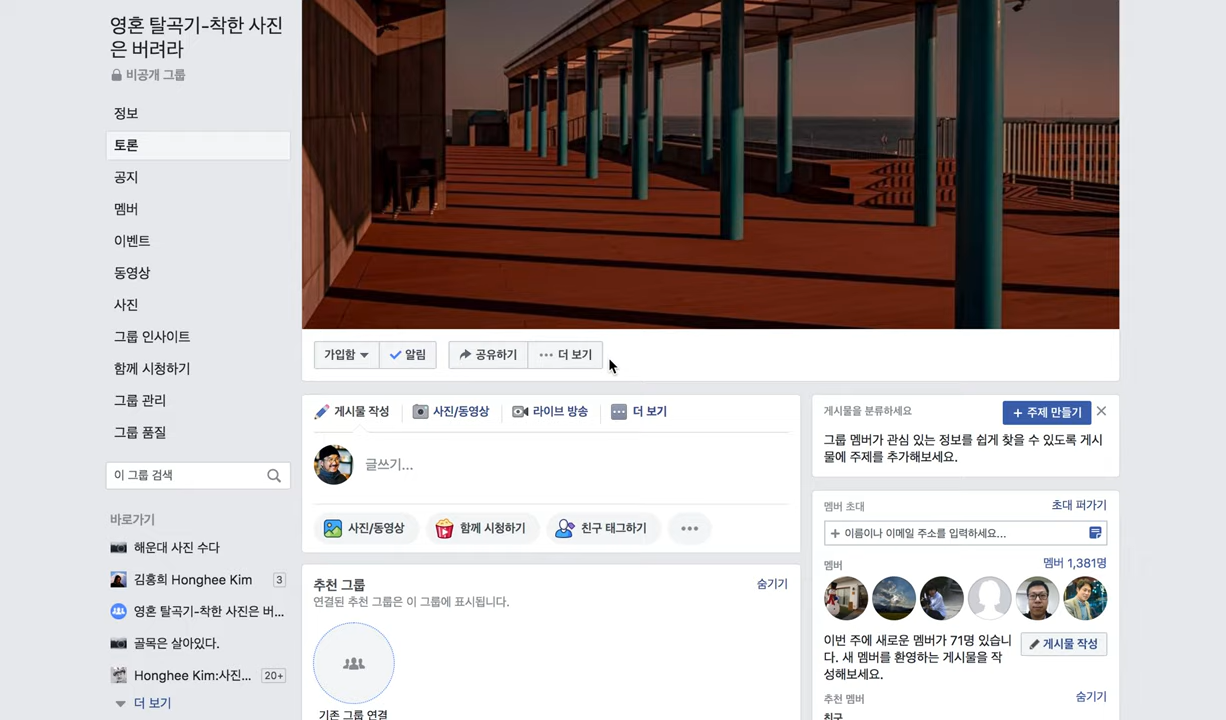 영혼 탈곡기-착한 사진
은 버려라
비공개 그룹
정보
토론
공지
멤버
이벤트
동영상
사진
그룹 인사이트
함께 시청하기
그룹 관리
그룹 품질
이 그룹 검색
바로가기
해운대 사진 수다
김홍희 Honghee Kim 3
영혼 탈곡기-착한 사진은 버...
골목은 살아있다.
Honghee Kim:사진... 20+
더 보기
가입함 알림 공유하기 더 보기
게시물 작성 사진/동영상 라이브 방송 더 보기
글쓰기...
사진/동영상 함께 시청하기 친구 태그하기
추천 그룹 숨기기
연결된 추천 그룹은 이 그룹에 표시됩니다.
기존 그룹 연결
게시물을 분류하세요 + 주제 만들기
그룹 멤버가 관심 있는 정보를 쉽게 찾을 수 있도록 게시
물에 주제를 추가해보세요.
멤버 초대 초대 퍼가기
+ 이름이나 이메일 주소를 입력하세요...
멤버 멤버 1,381명
이번 주에 새로운 멤버가 71명 있습니
다. 새 멤버를 환영하는 게시물을 작
성해보세요.
게시물 작성
추천 멤버 숨기기
친구